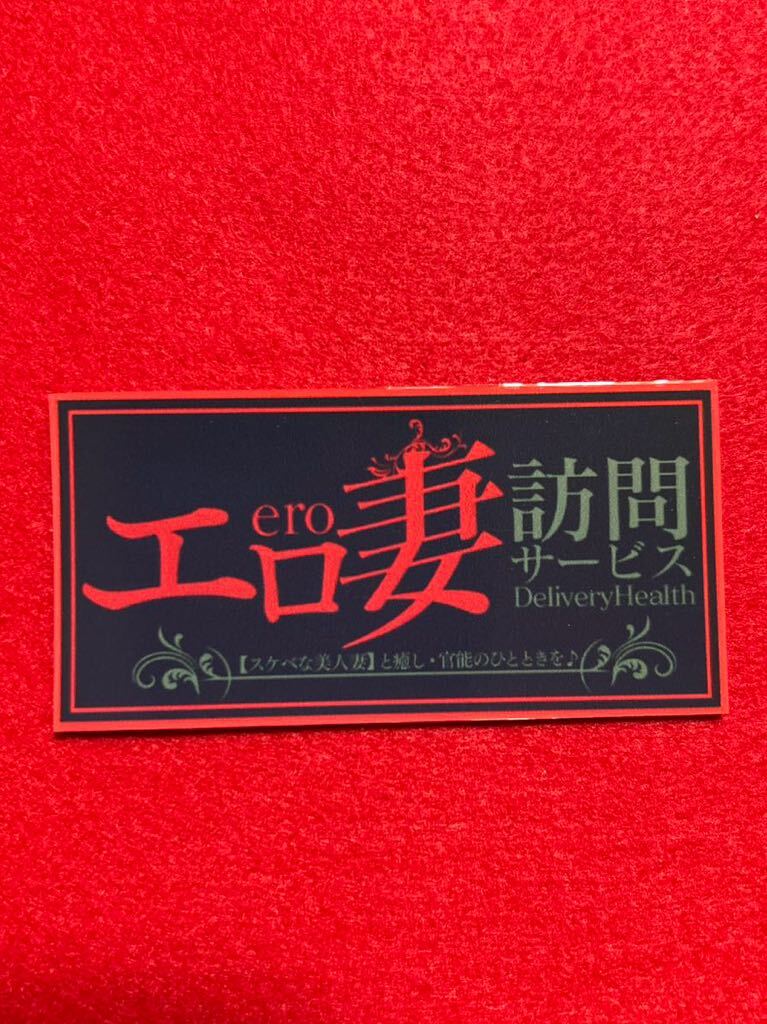 ero
エロ妻
訪問
サービス
DeliveryHealth
【スケベな美人妻】と癒し・官能のひとときを♪